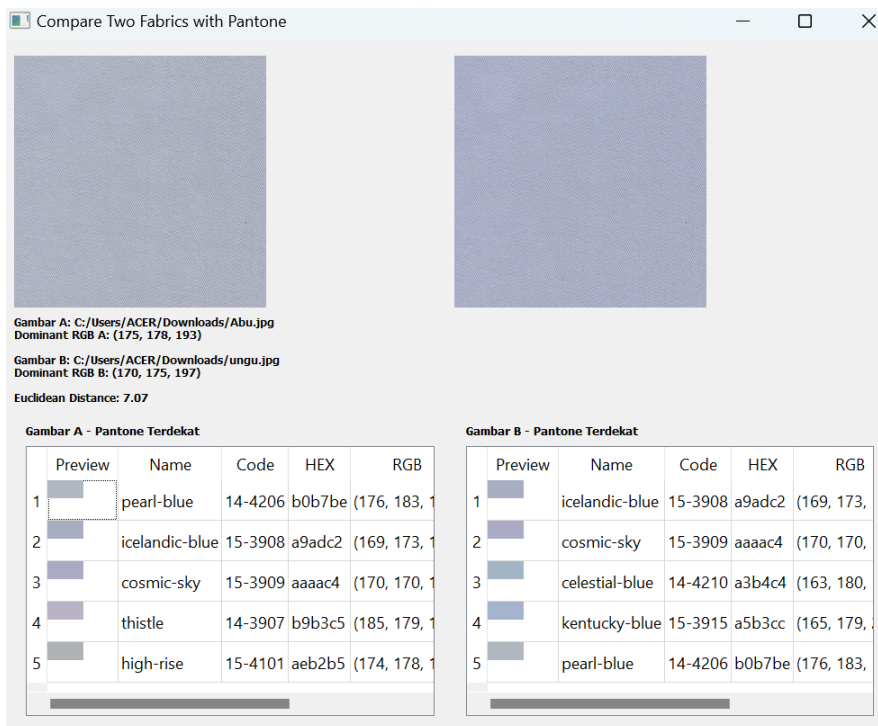 Compare Two Fabrics with Pantone
Gambar A: C:/Users/ACER/Downloads/Abu.jpg
Dominant RGB A: (175, 178, 193)
Gambar B: C:/Users/ACER/Downloads/ungu.jpg
Dominant RGB B: (170, 175, 197)
Euclidean Distance: 7.07
Gambar A - Pantone Terdekat
Preview Name Code HEX RGB
1 pearl-blue 14-4206 b0b7be (176, 183, 1
2 icelandic-blue 15-3908 a9adc2 (169, 173, 1
3 cosmic-sky 15-3909 aaaac4 (170, 170, 1
4 thistle 14-3907 b9b3c5 (185, 179, 1
5 high-rise 15-4101 aeb2b5 (174, 178, 1
Gambar B - Pantone Terdekat
Preview Name Code HEX RGB
1 icelandic-blue 15-3908 a9adc2 (169, 173,
2 cosmic-sky 15-3909 aaaac4 (170, 170,
3 celestial-blue 14-4210 a3b4c4 (163, 180,
4 kentucky-blue 15-3915 a5b3cc (165, 179,
5 pearl-blue 14-4206 b0b7be (176, 183,